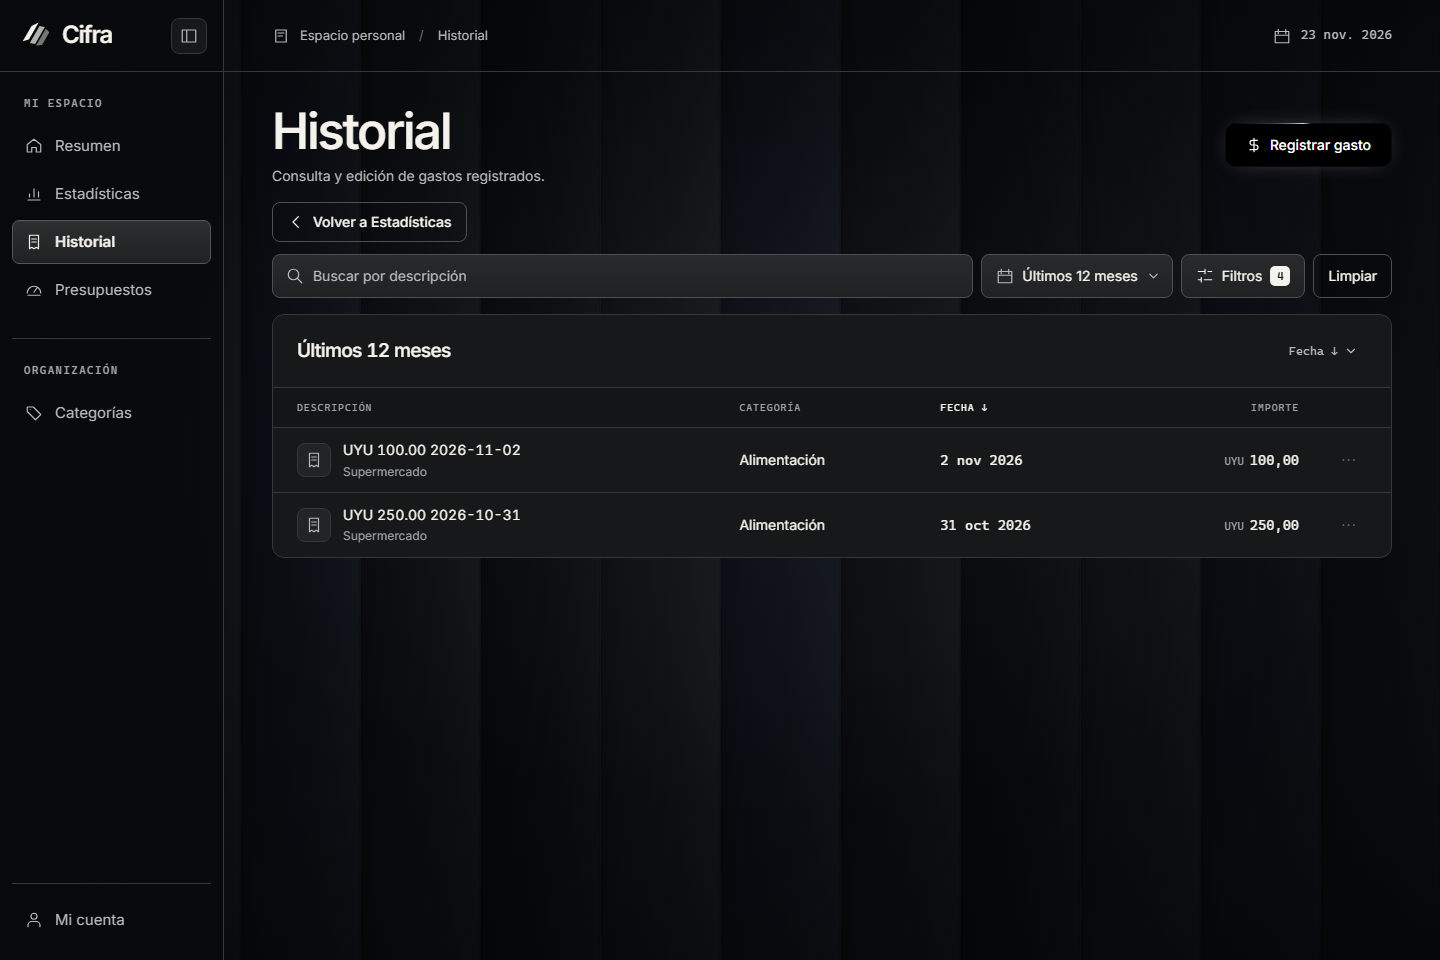 Cifra
Espacio personal / Historial
23 nov. 2026
MI ESPACIO
Resumen
Estadísticas
Historial
Presupuestos
ORGANIZACIÓN
Categorías
Mi cuenta
Historial
Consulta y edición de gastos registrados.
$ Registrar gasto
Volver a Estadísticas
Buscar por descripción
Últimos 12 meses
Filtros 4
Limpiar
Últimos 12 meses
Fecha ↓
DESCRIPCIÓN CATEGORÍA FECHA ↓ IMPORTE
UYU 100.00 2026-11-02
Supermercado
Alimentación
2 nov 2026
UYU 100,00
···
UYU 250.00 2026-10-31
Supermercado
Alimentación
31 oct 2026
UYU 250,00
···